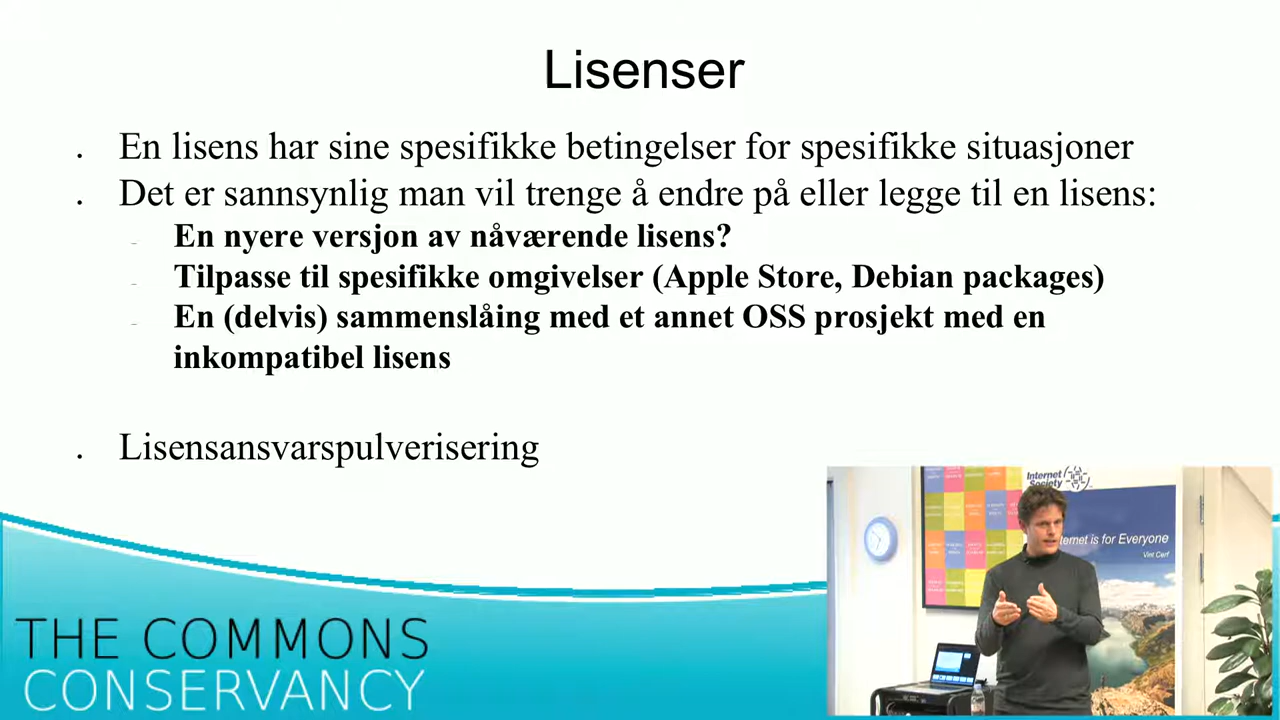 Lisenser
. En lisens har sine spesifikke betingelser for spesifikke situasjoner
. Det er sannsynlig man vil trenge å endre på eller legge til en lisens:
- En nyere versjon av nåværende lisens?
- Tilpasse til spesifikke omgivelser (Apple Store, Debian packages)
- En (delvis) sammenslåing med et annet OSS prosjekt med en
inkompatibel lisens
. Lisensansvarspulverisering
Internet
Society
ternet is for Everyone
Vint Cerf
THE COMMONS
CONSERVANCY